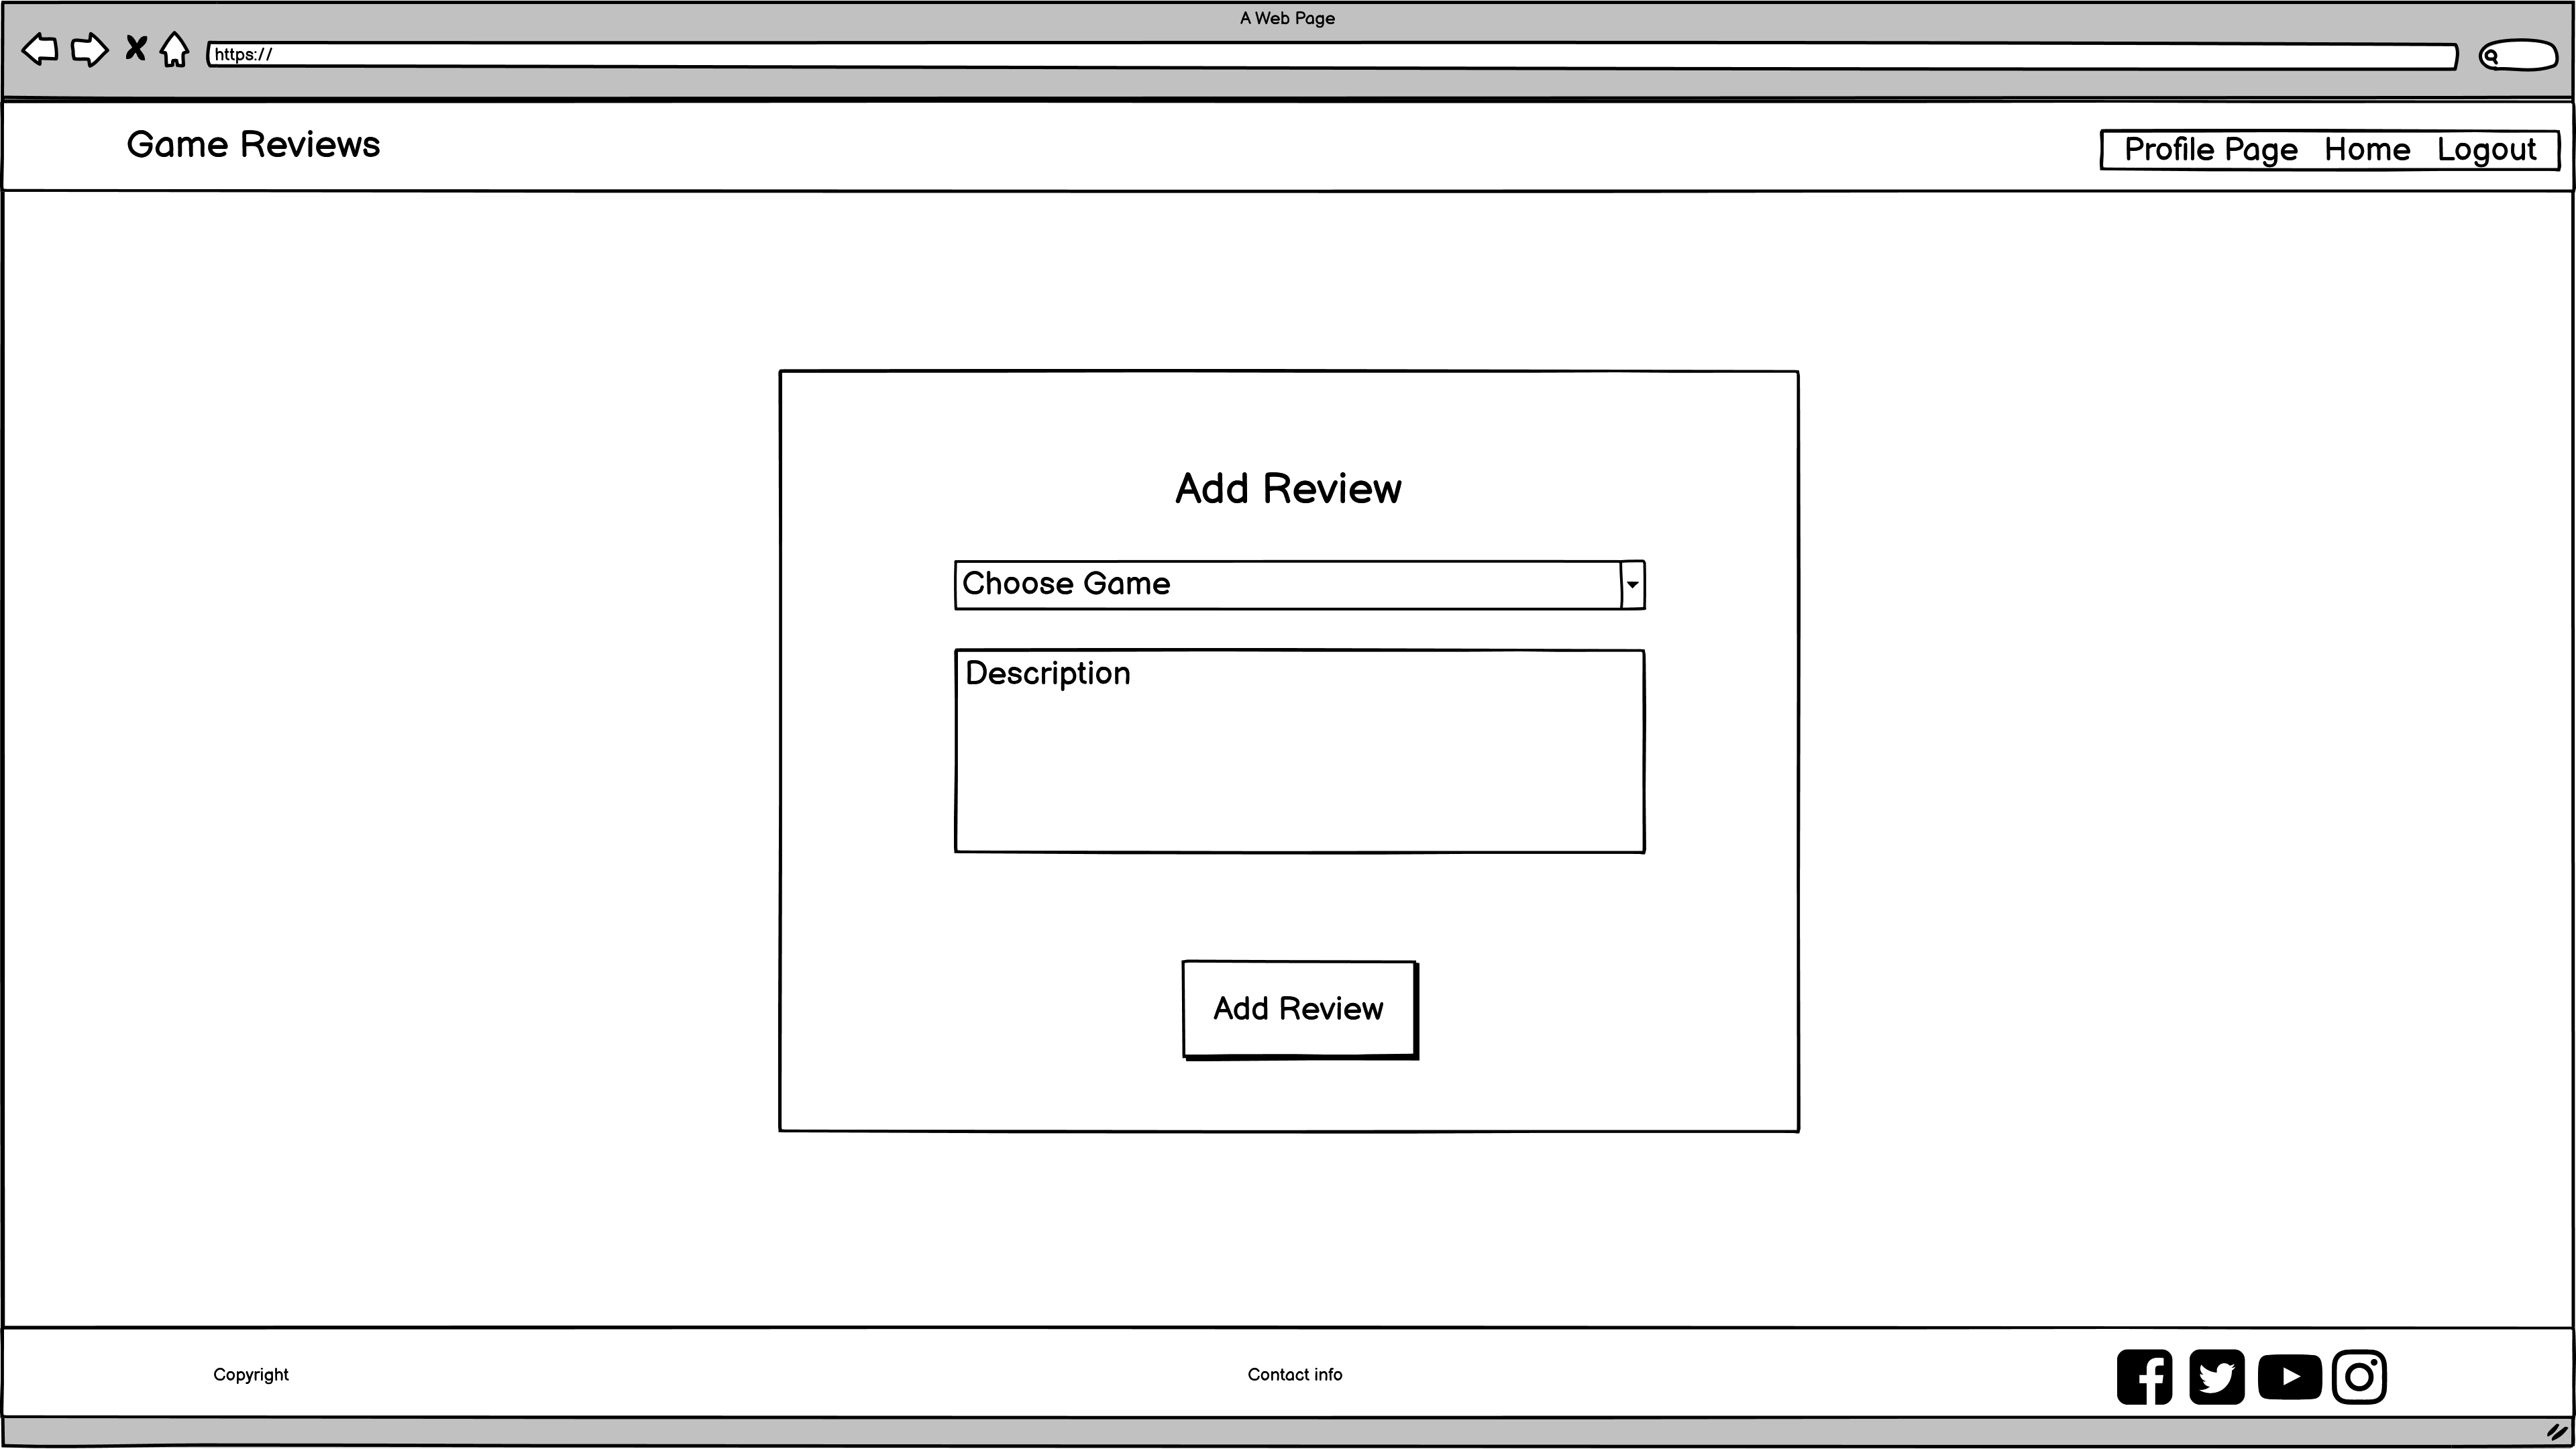 A Web Page
https://
Game Reviews
Profile Page Home Logout
Add Review
Choose Game
Description
Add Review
Copyright
Contact info